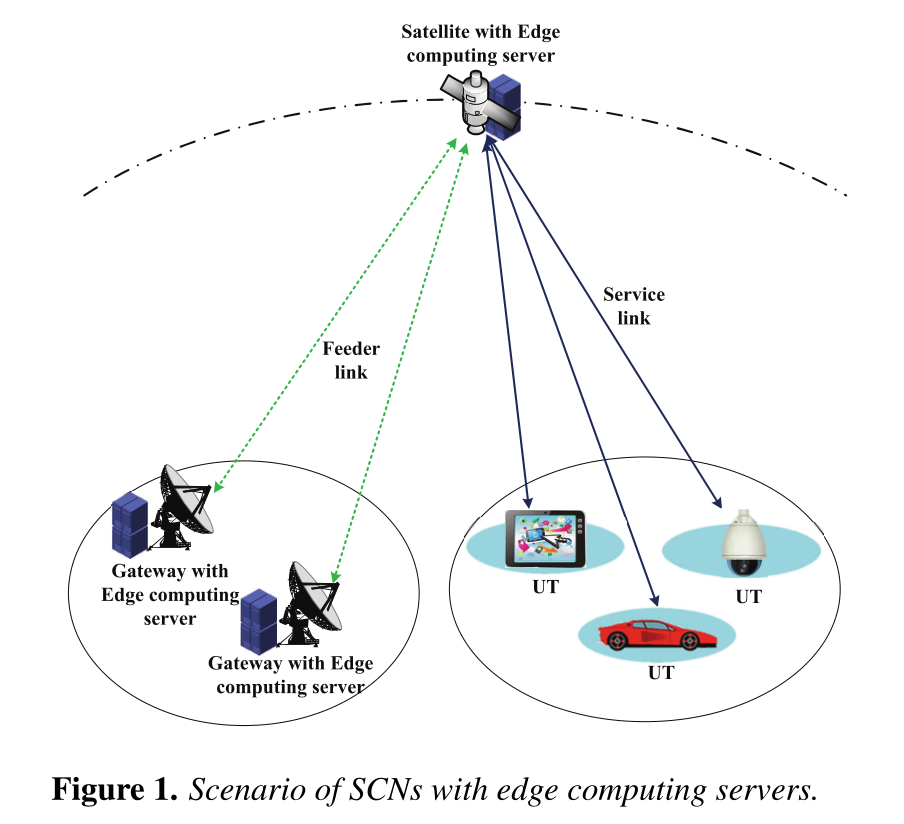 Satellite with Edge
computing server
Service
link
Feeder
link
Gateway with
Edge computing
server
Gateway with Edge
computing server
UT
UT
UT
Figure 1. Scenario of SCNs with edge computing servers.